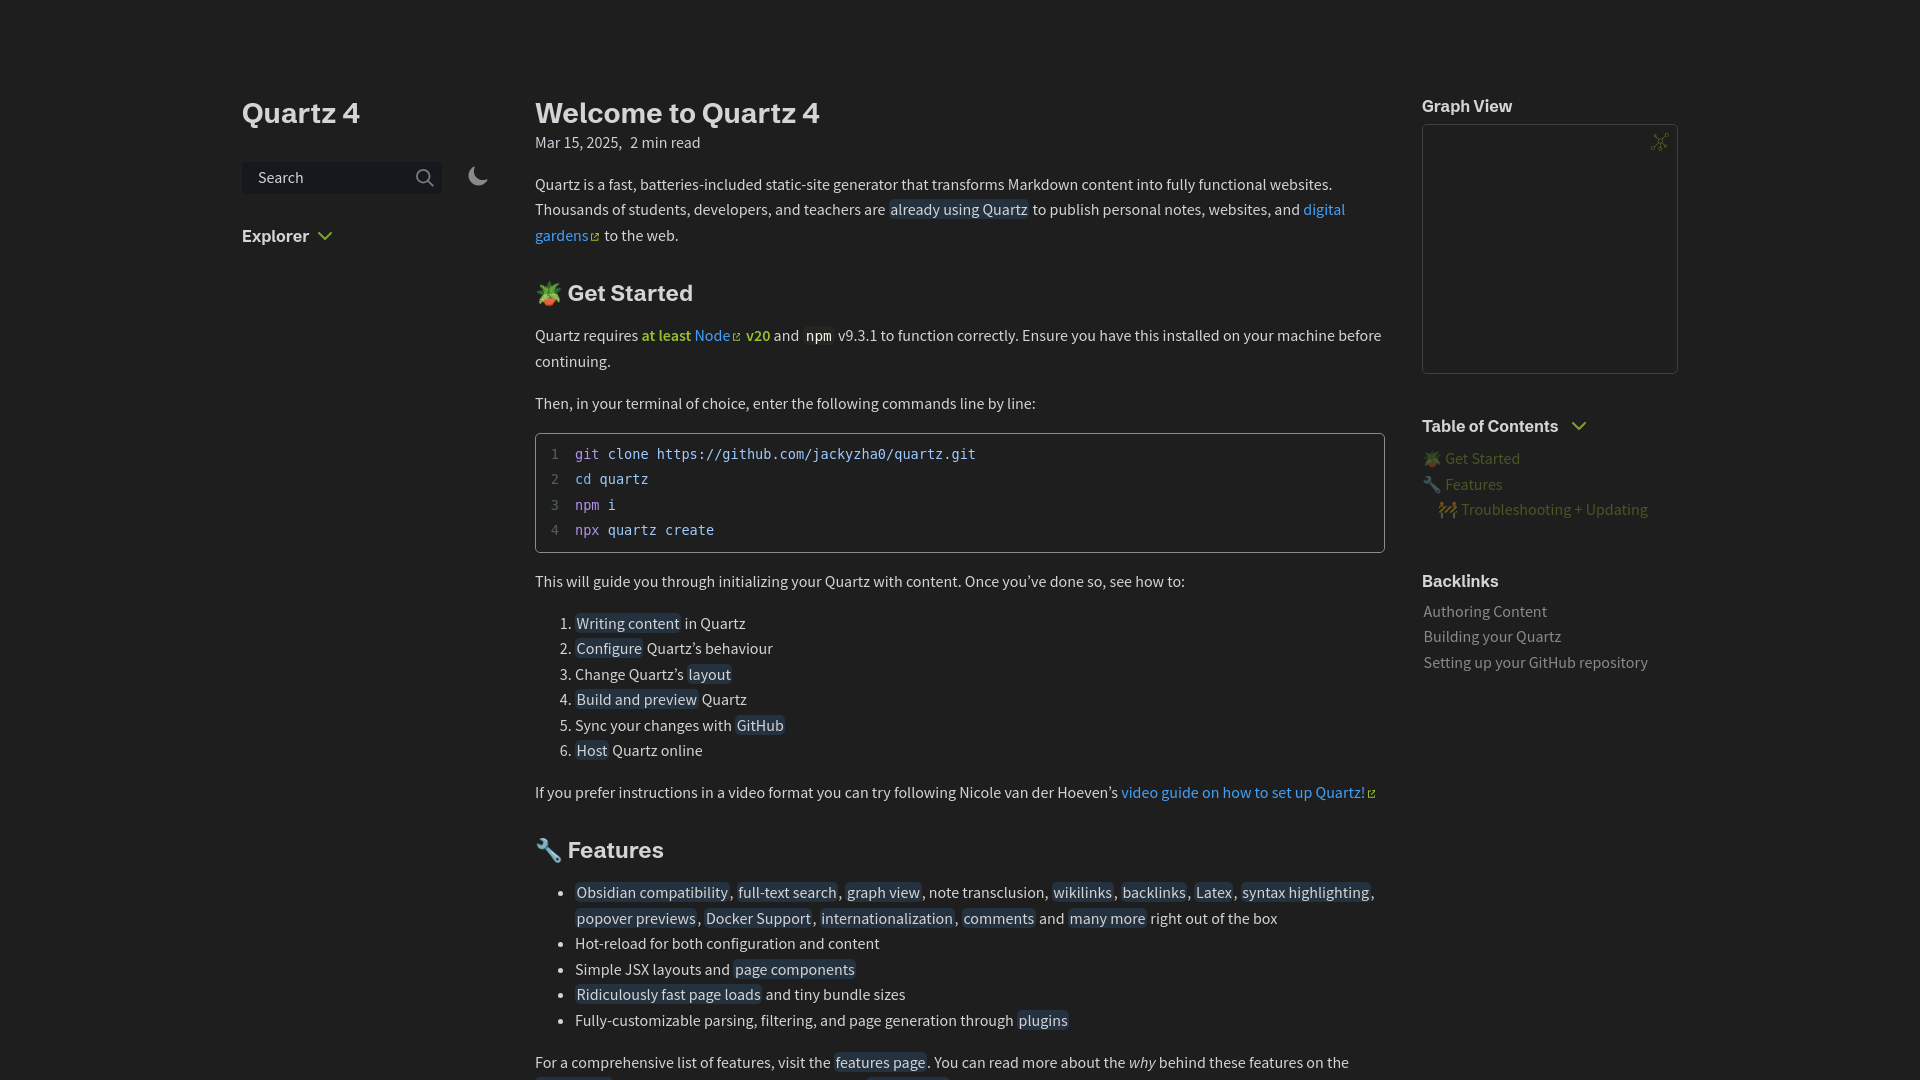 Quartz 4
Search
Explorer
Welcome to Quartz 4
Mar 15, 2025, 2 min read
Quartz is a fast, batteries-included static-site generator that transforms Markdown content into fully functional websites.
Thousands of students, developers, and teachers are already using Quartz to publish personal notes, websites, and digital
gardens to the web.
🪴 Get Started
Quartz requires at least Node v20 and npm v9.3.1 to function correctly. Ensure you have this installed on your machine before
continuing.
Then, in your terminal of choice, enter the following commands line by line:
1 git clone https://github.com/jackyzha0/quartz.git
2 cd quartz
3 npm i
4 npx quartz create
This will guide you through initializing your Quartz with content. Once you’ve done so, see how to:
1. Writing content in Quartz
2. Configure Quartz’s behaviour
3. Change Quartz’s layout
4. Build and preview Quartz
5. Sync your changes with GitHub
6. Host Quartz online
If you prefer instructions in a video format you can try following Nicole van der Hoeven’s video guide on how to set up Quartz!
🔧 Features
• Obsidian compatibility, full-text search, graph view, note transclusion, wikilinks, backlinks, Latex, syntax highlighting,
popover previews, Docker Support, internationalization, comments and many more right out of the box
• Hot-reload for both configuration and content
• Simple JSX layouts and page components
• Ridiculously fast page loads and tiny bundle sizes
• Fully-customizable parsing, filtering, and page generation through plugins
For a comprehensive list of features, visit the features page. You can read more about the why behind these features on the
Graph View
Table of Contents
🪴 Get Started
🔧 Features
🚧 Troubleshooting + Updating
Backlinks
Authoring Content
Building your Quartz
Setting up your GitHub repository